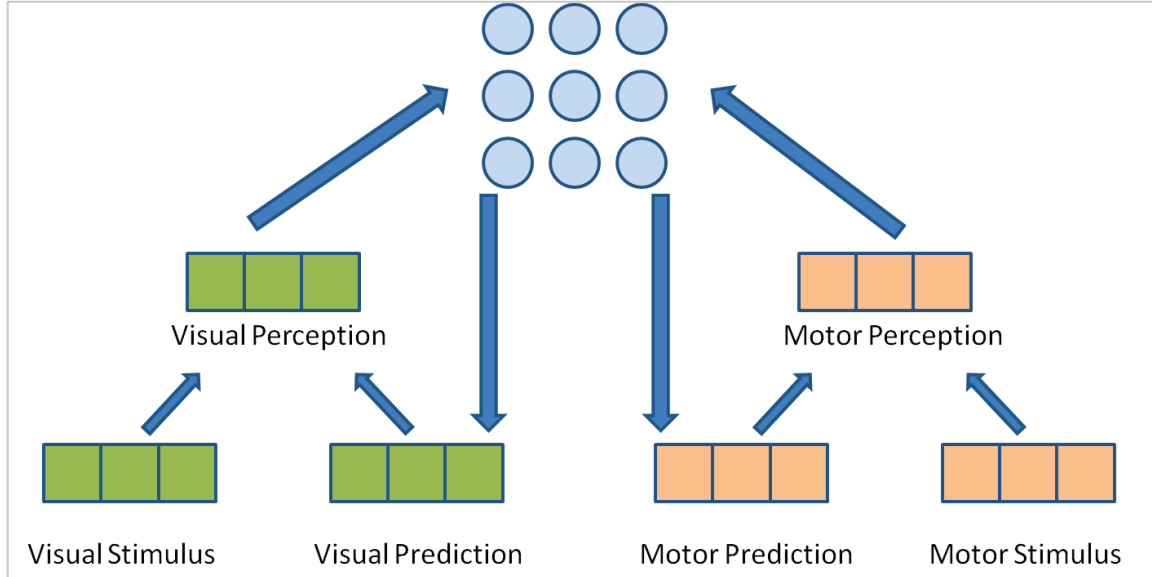 Visual Perception
Motor Perception
Visual Stimulus
Visual Prediction
Motor Prediction
Motor Stimulus